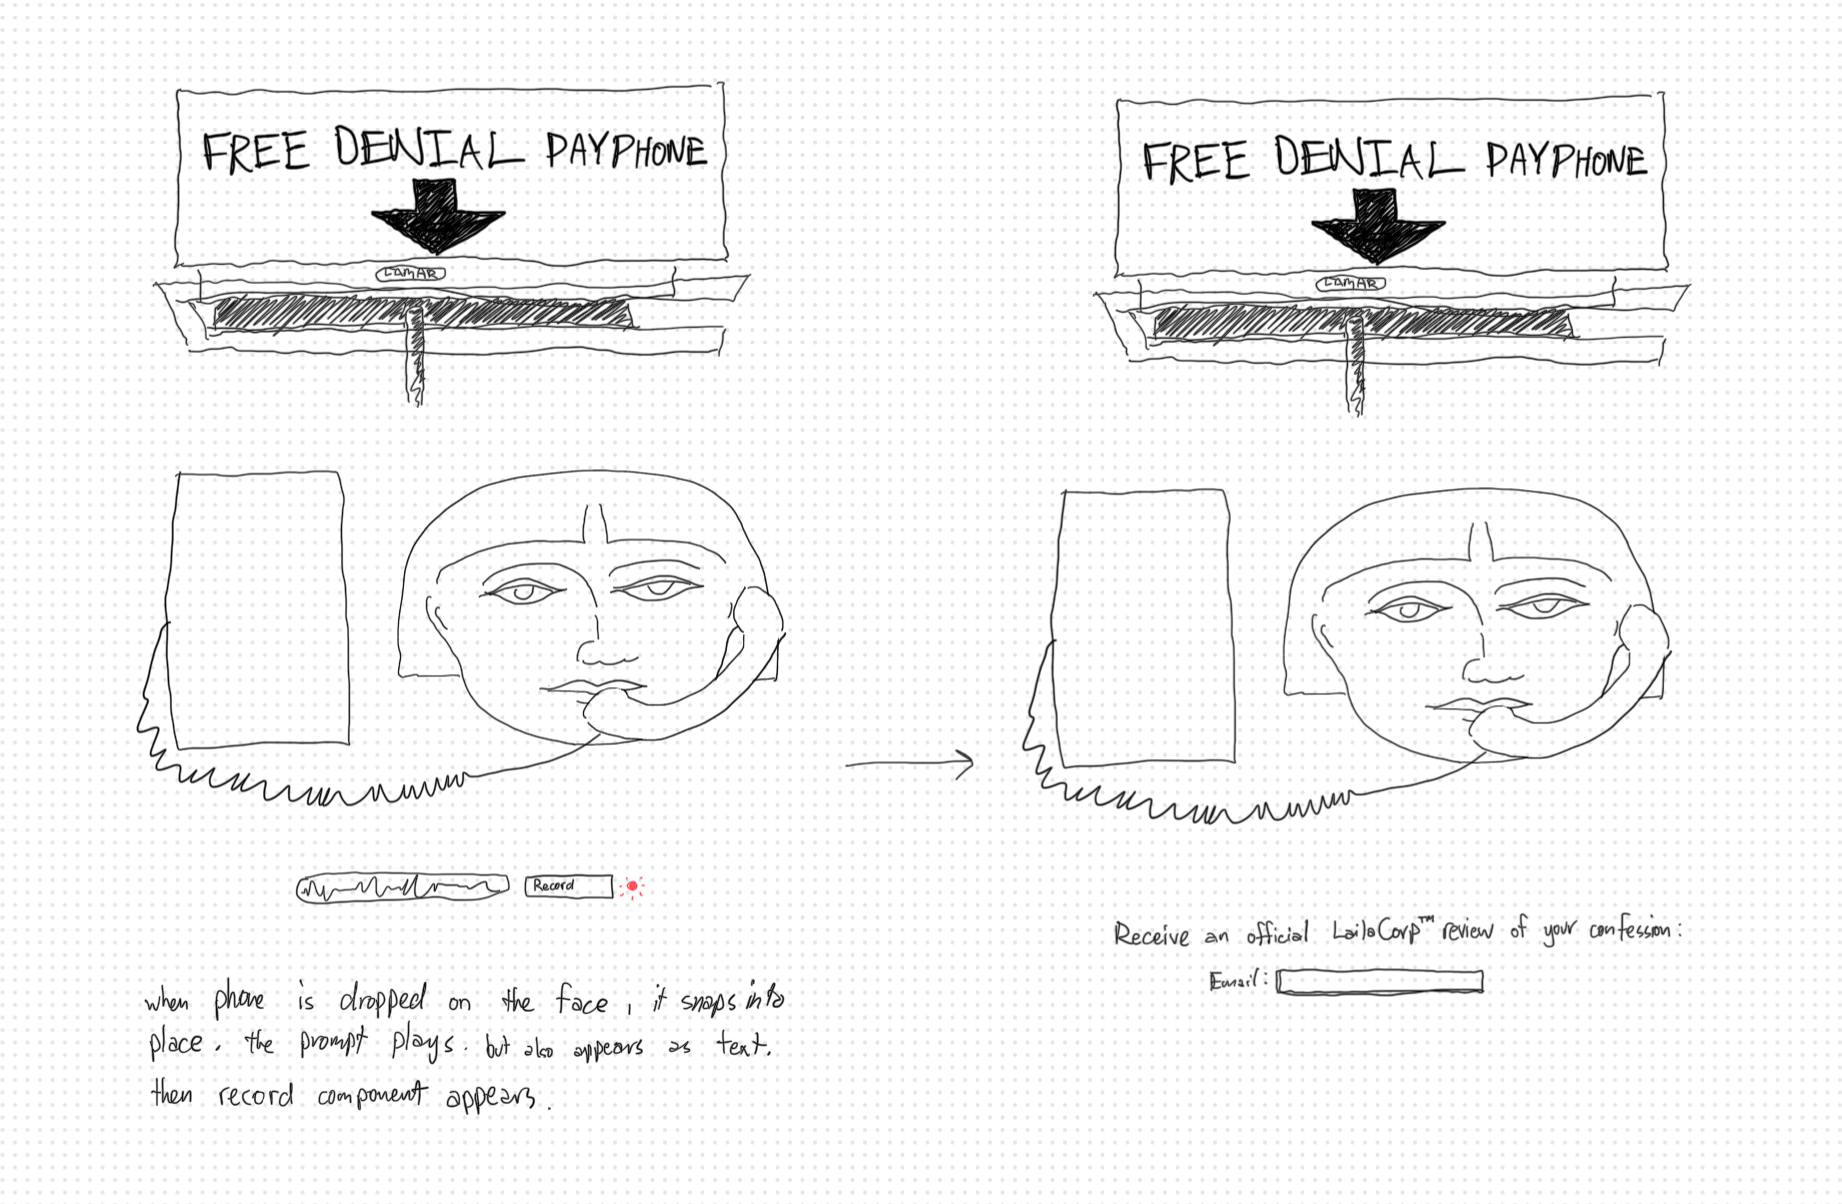 FREE DENIAL PAYPHONE
LAMAR
FREE DENIAL PAYPHONE
LAMAR
Record
when phone is dropped on the face, it snaps into
place. the prompt plays. but also appears as text.
then record component appears.
Receive an official LailaCorp™ review of your confession:
Email: